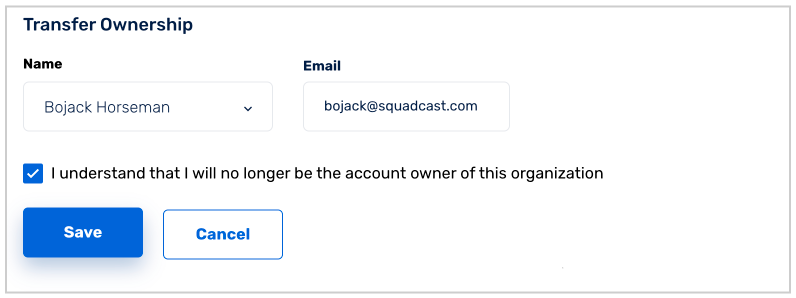 Transfer Ownership
Name
Email
Bojack Horseman
bojack@squadcast.com
I understand that I will no longer be the account owner of this organization
Save
Cancel